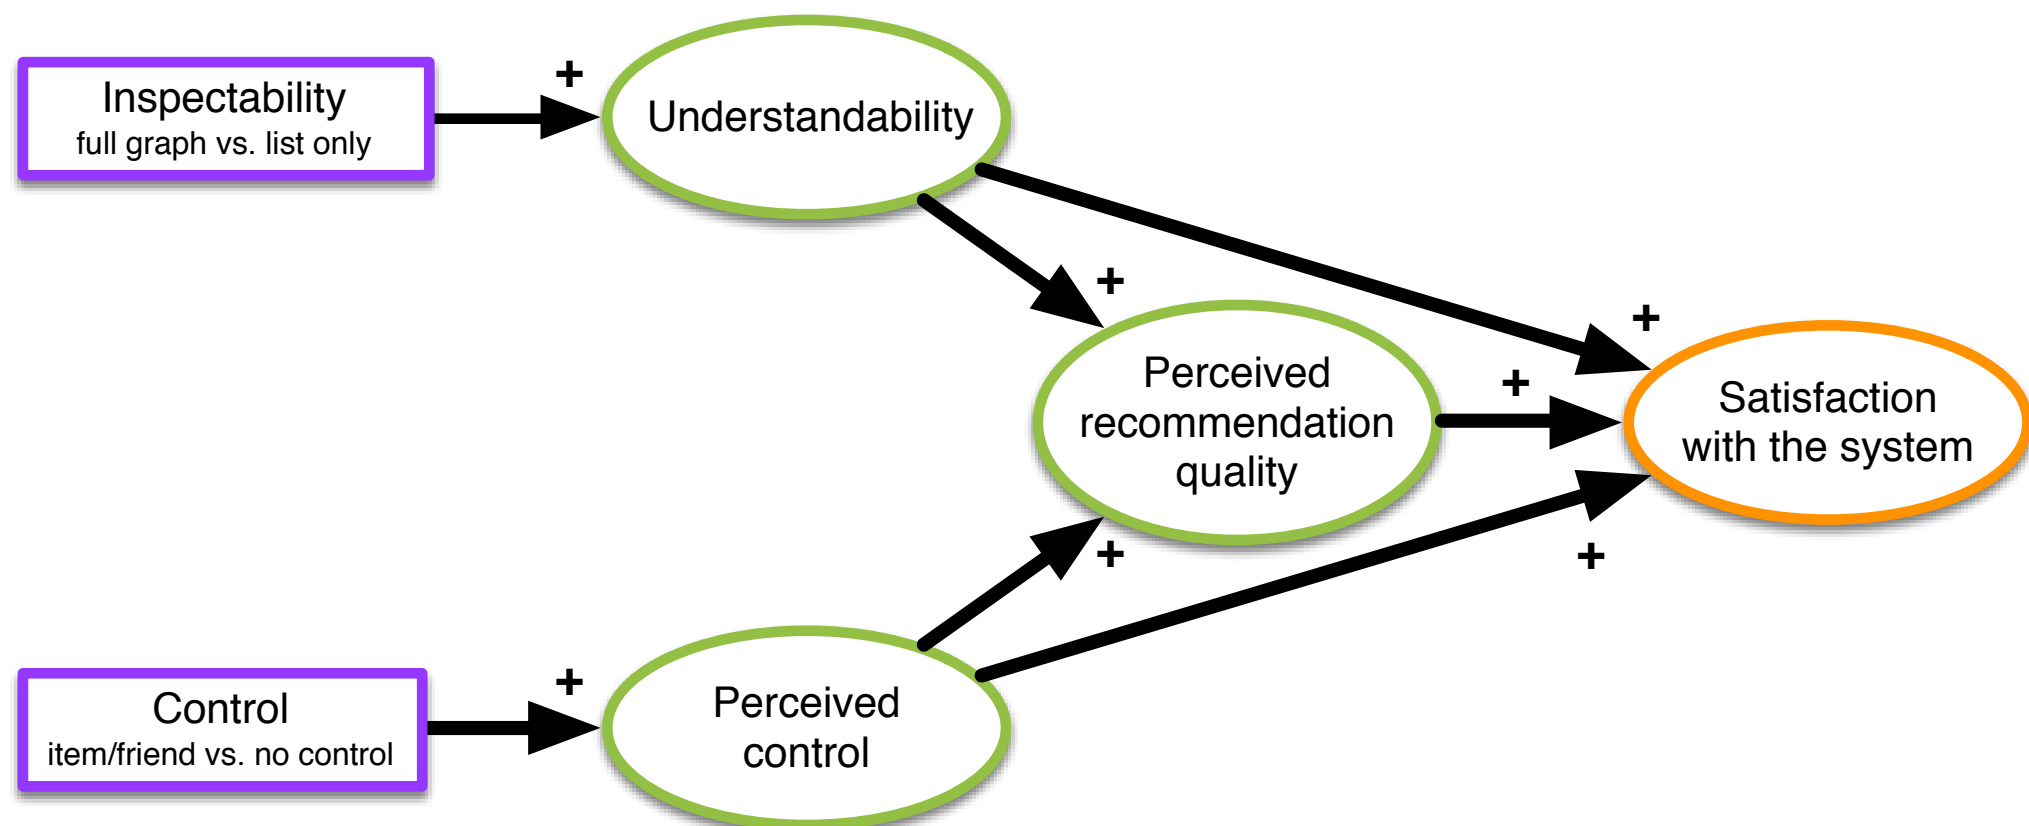 Inspectability
full graph vs. list only
+
Understandability
+
+
Perceived
recommendation
quality
+
Satisfaction
with the system
+
+
Control
item/friend vs. no control
+
Perceived
control